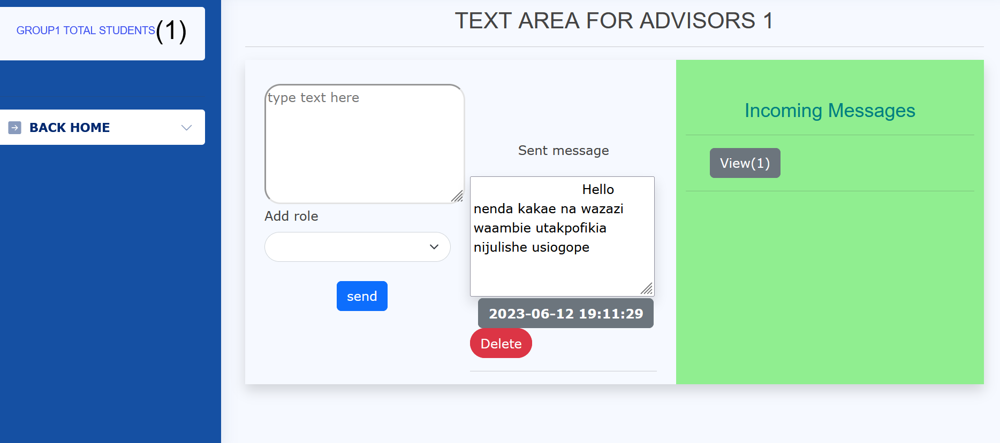 GROUP1 TOTAL STUDENTS(1)
BACK HOME
TEXT AREA FOR ADVISORS 1
type text here
Add role
send
Sent message
Hello
nenda kakae na wazazi
waambie utakpofikia
nijulishe usiogope
2023-06-12 19:11:29
Delete
Incoming Messages
View(1)